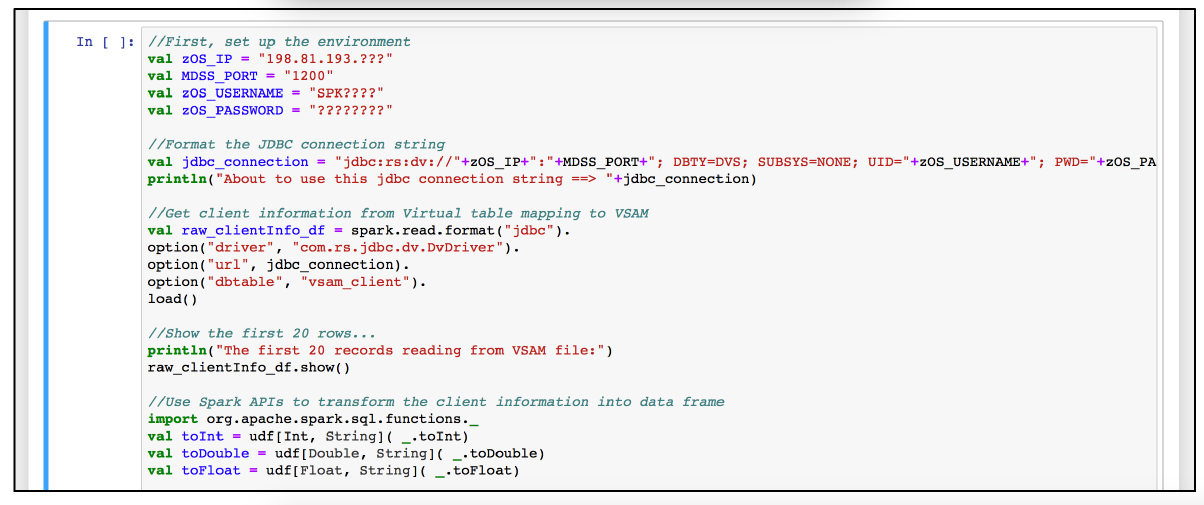 In [ ]: //First, set up the environment
val zOS_IP = "198.81.193.???"
val MDSS_PORT = "1200"
val zOS_USERNAME = "SPK????"
val zOS_PASSWORD = "????????"
//Format the JDBC connection string
val jdbc_connection = "jdbc:rs:dv://"+zOS_IP+":"+MDSS_PORT+"; DBTY=DVS; SUBSYS=NONE; UID="+zOS_USERNAME+"; PWD="+zOS_PA
println("About to use this jdbc connection string ==> "+jdbc_connection)
//Get client information from Virtual table mapping to VSAM
val raw_clientInfo_df = spark.read.format("jdbc").
option("driver", "com.rs.jdbc.dv.DvDriver").
option("url", jdbc_connection).
option("dbtable", "vsam_client").
load()
//Show the first 20 rows...
println("The first 20 records reading from VSAM file:")
raw_clientInfo_df.show()
//Use Spark APIs to transform the client information into data frame
import org.apache.spark.sql.functions._
val toInt = udf[Int, String]( _.toInt)
val toDouble = udf[Double, String]( _.toDouble)
val toFloat = udf[Float, String]( _.toFloat)